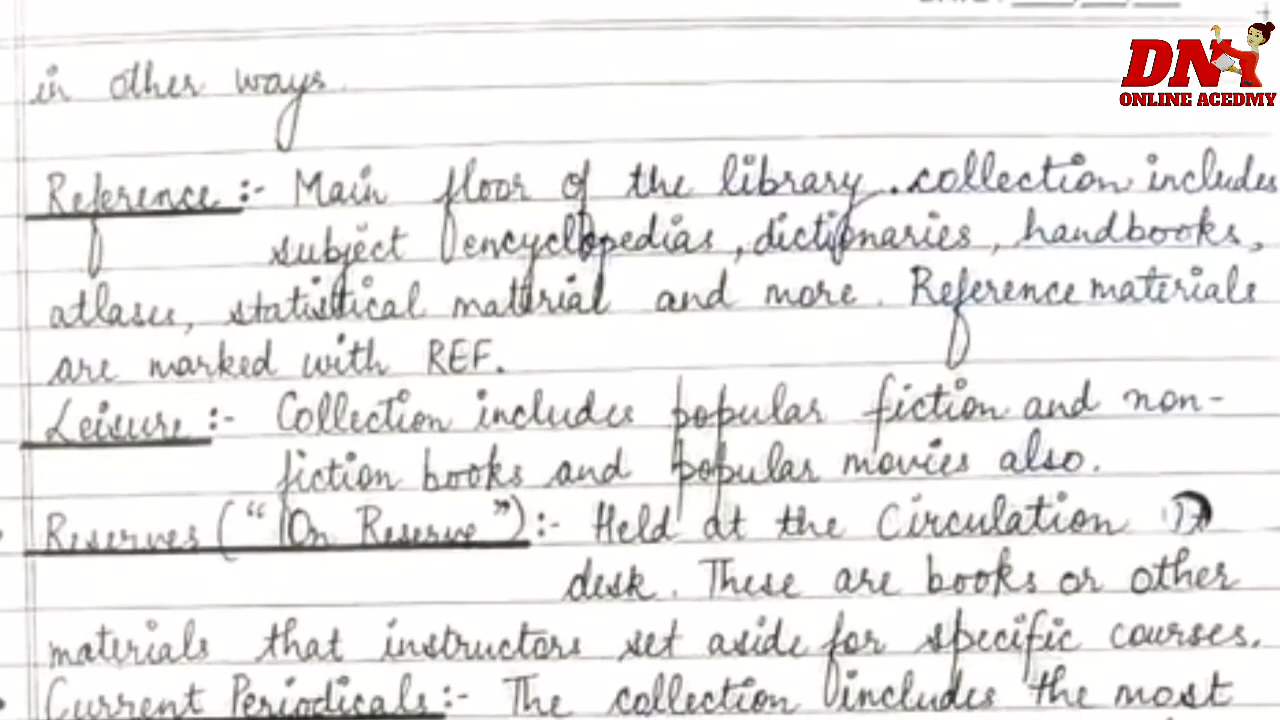 DNA
ONLINE ACEDMY
in other ways.
Reference :- Main floor of the library. collection includes
subject encyclopedias, dictionaries, handbooks,
atlases, statistical material and more. Reference materials
are marked with REF.
Leisure :- Collection includes popular fiction and non-
fiction books and popular movies also.
Reserves (“On Reserve”) :- Held at the Circulation
desk. These are books or other
materials that instructors set aside for specific courses.
Current Periodicals :- The collection includes the most